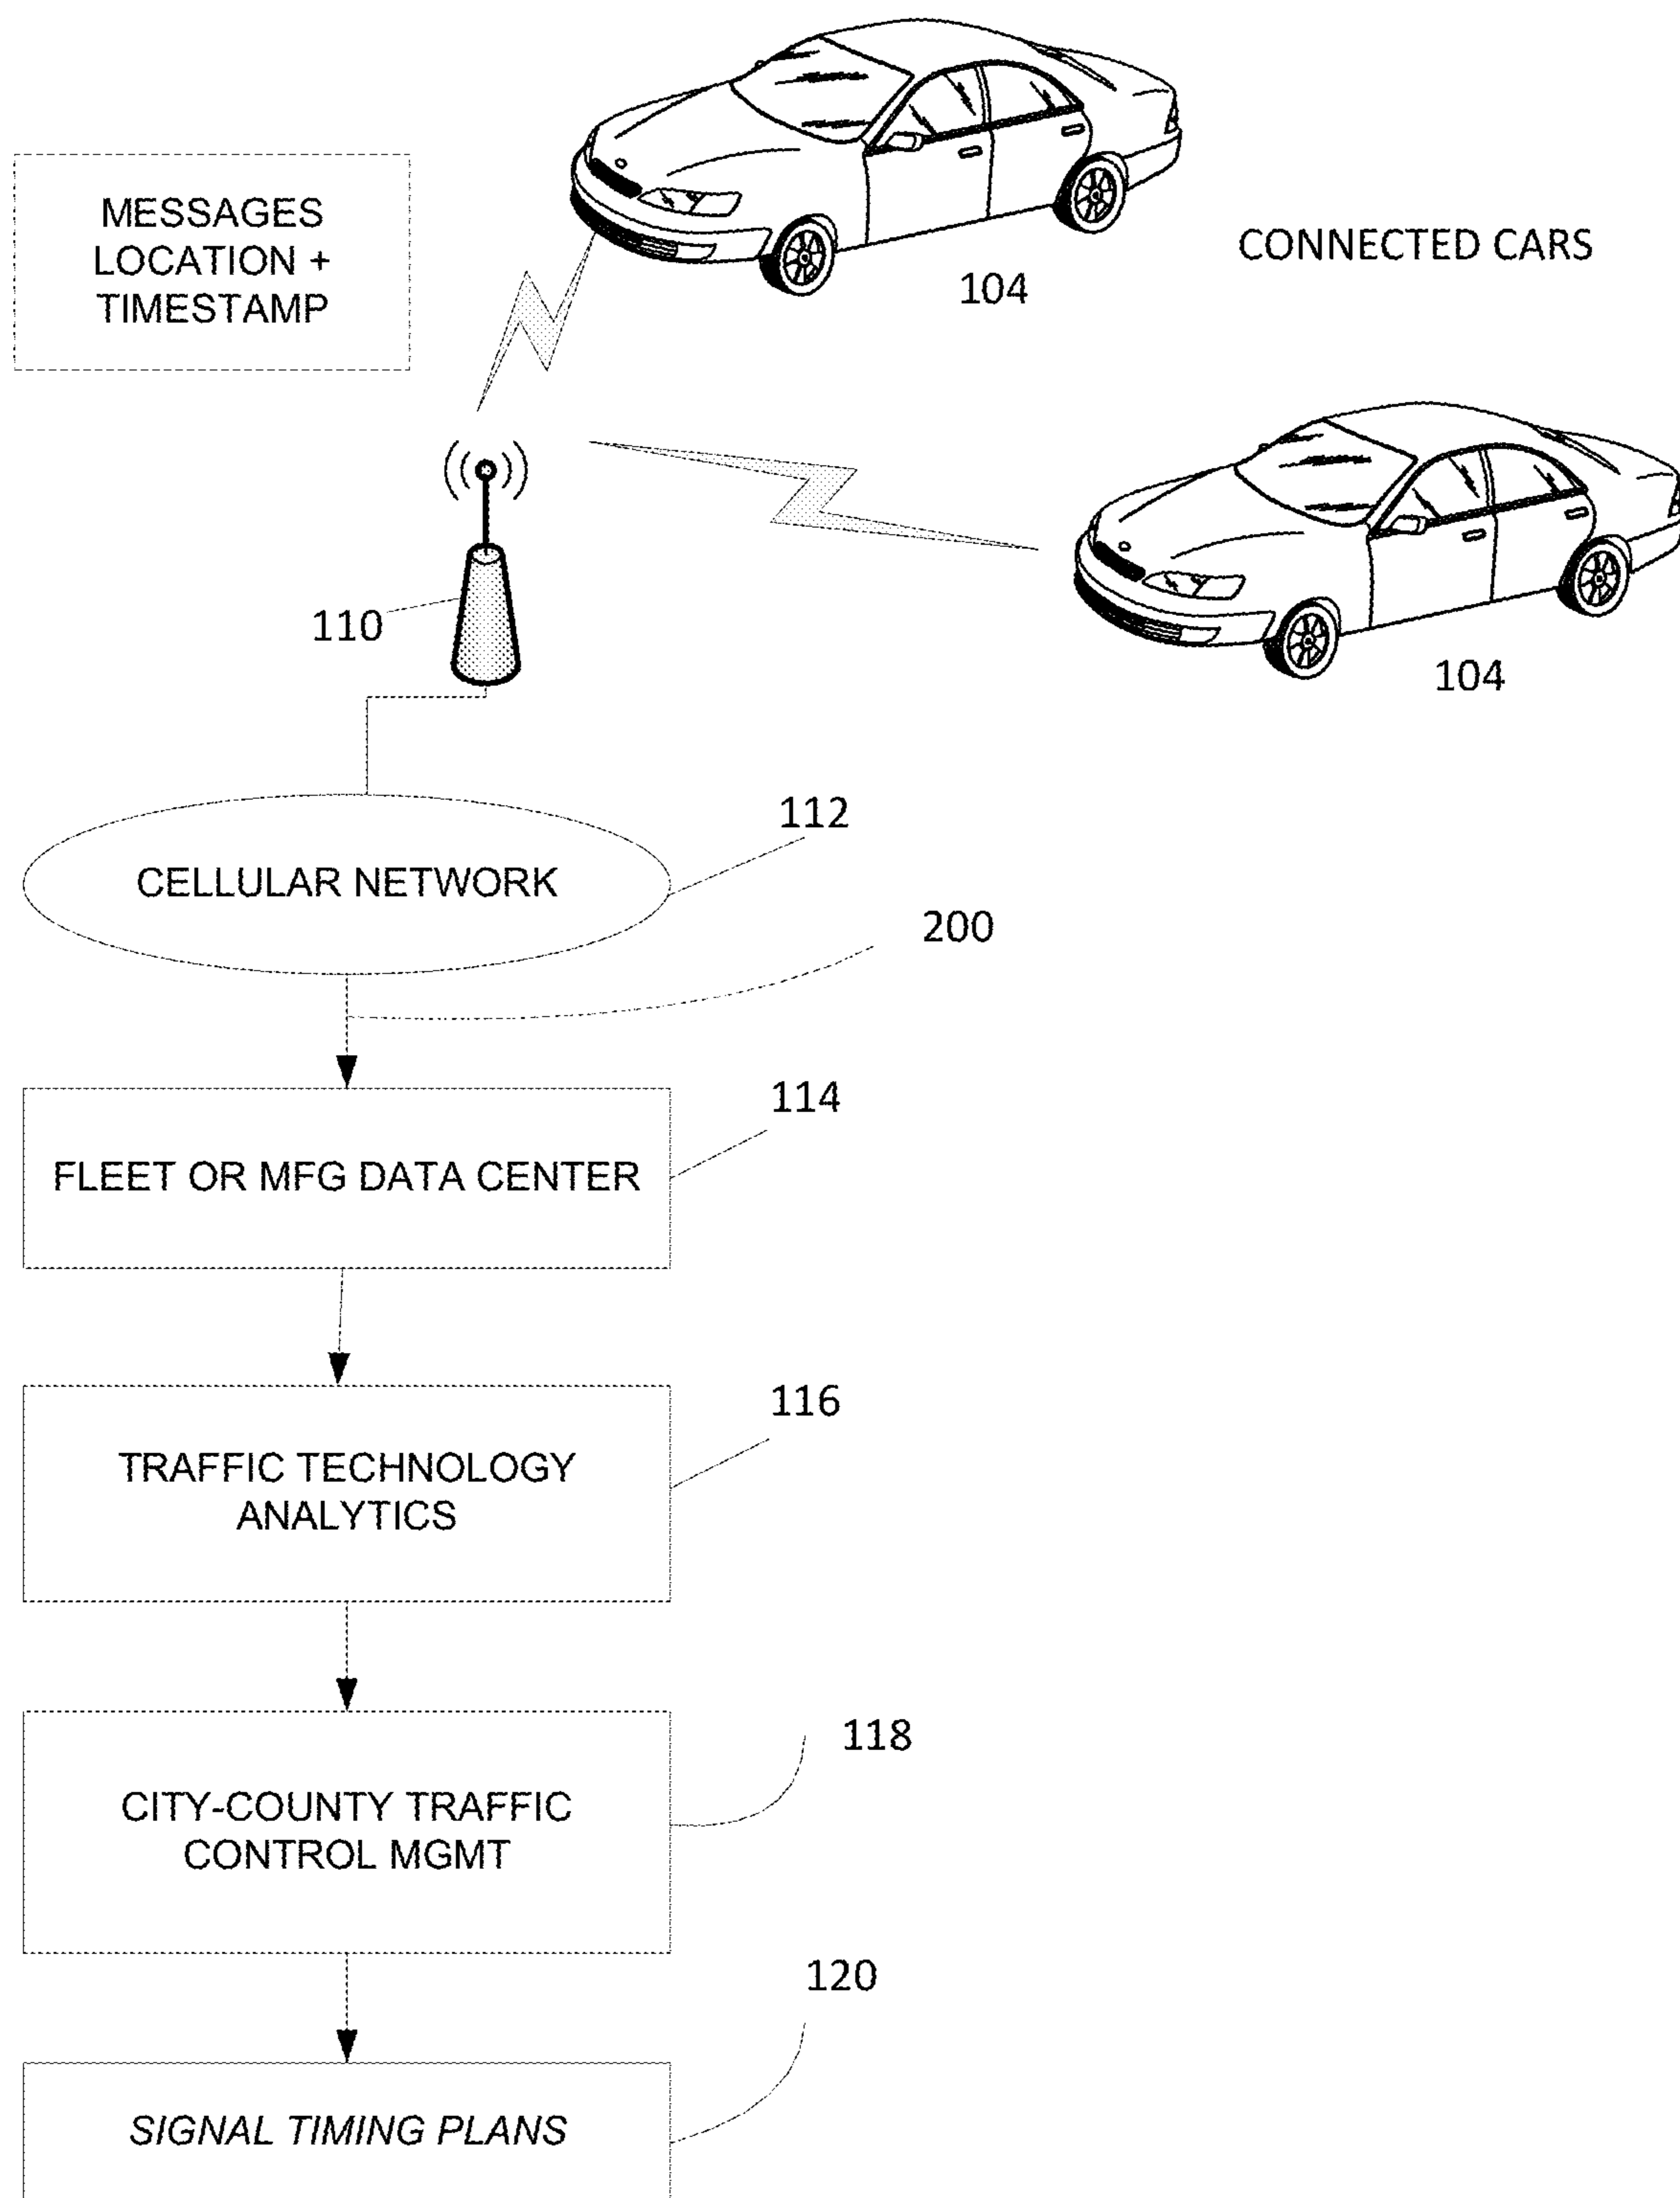 MESSAGES
LOCATION +
TIMESTAMP
CONNECTED CARS
104
104
110
112
CELLULAR NETWORK
200
114
FLEET OR MFG DATA CENTER
116
TRAFFIC TECHNOLOGY
ANALYTICS
118
CITY-COUNTY TRAFFIC
CONTROL MGMT
120
SIGNAL TIMING PLANS